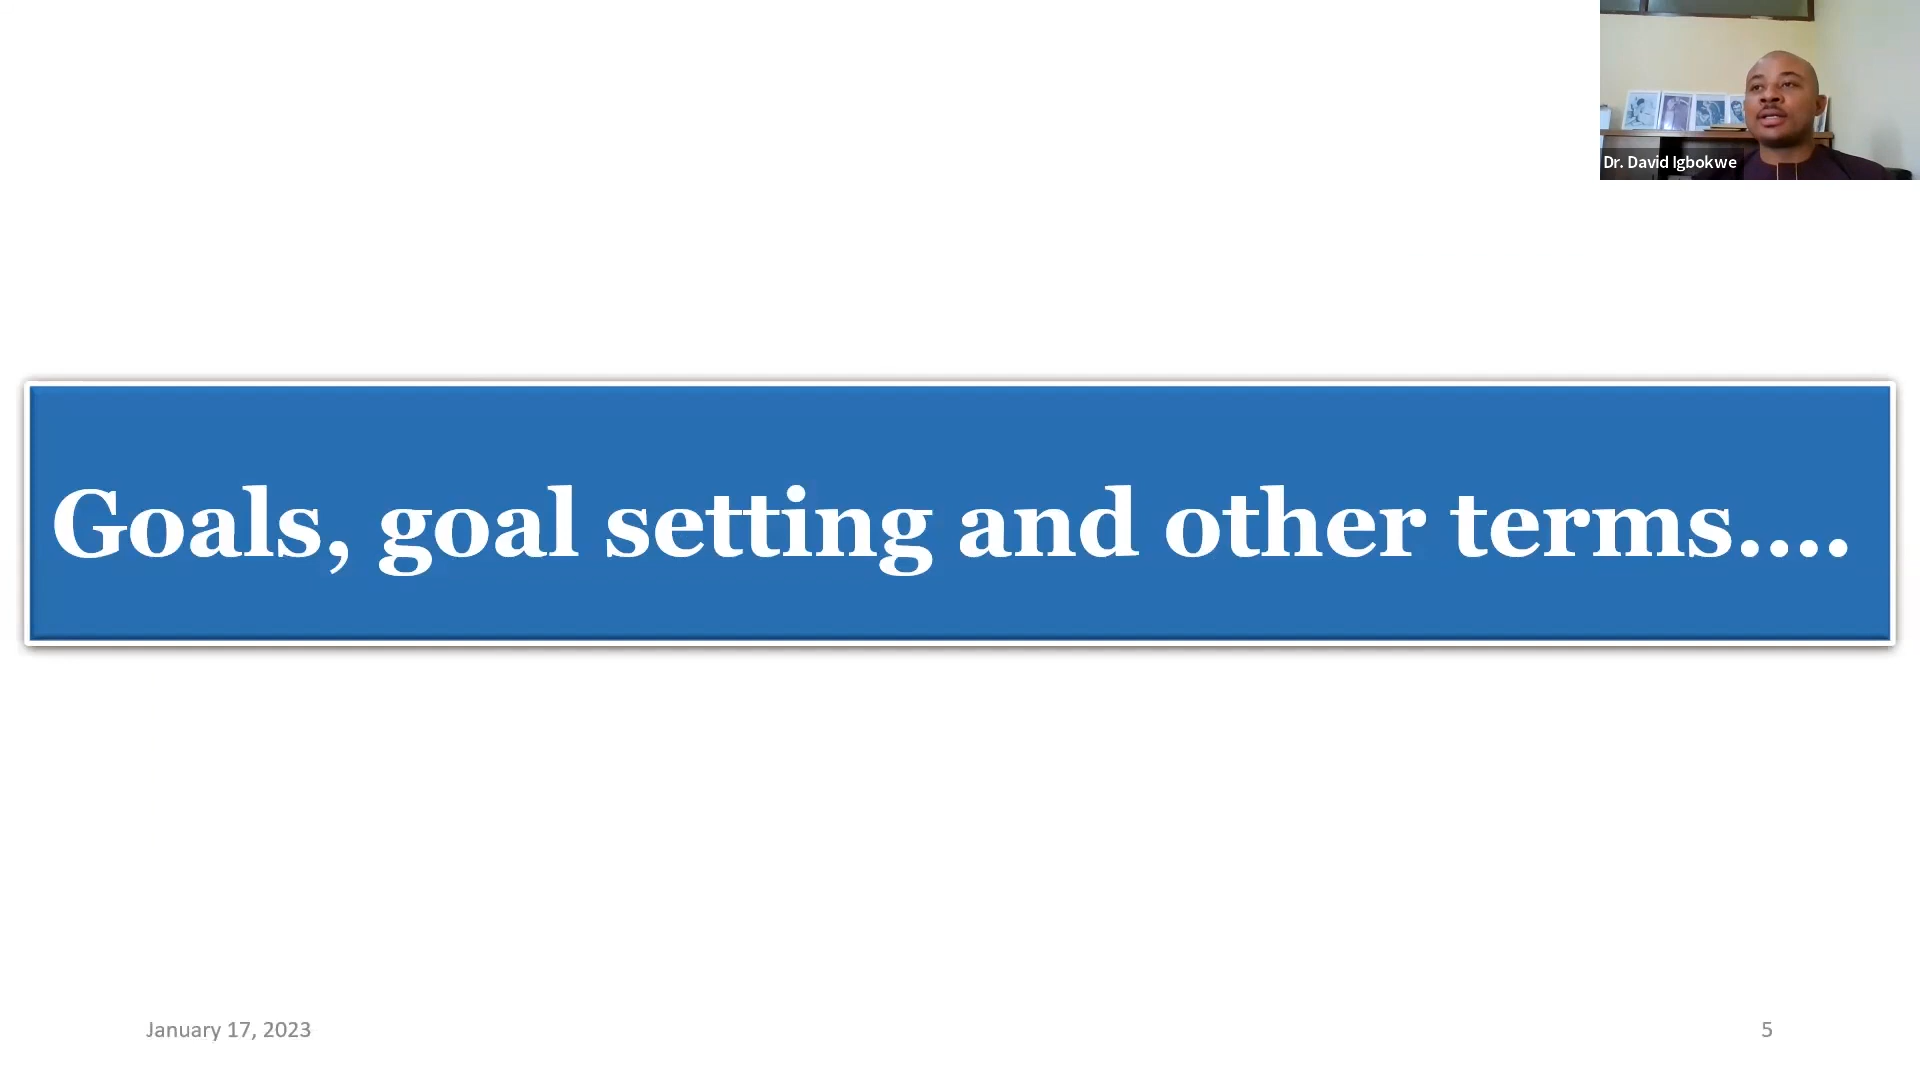 Dr. David Igbokwe
Goals, goal setting and other terms....
January 17, 2023
5